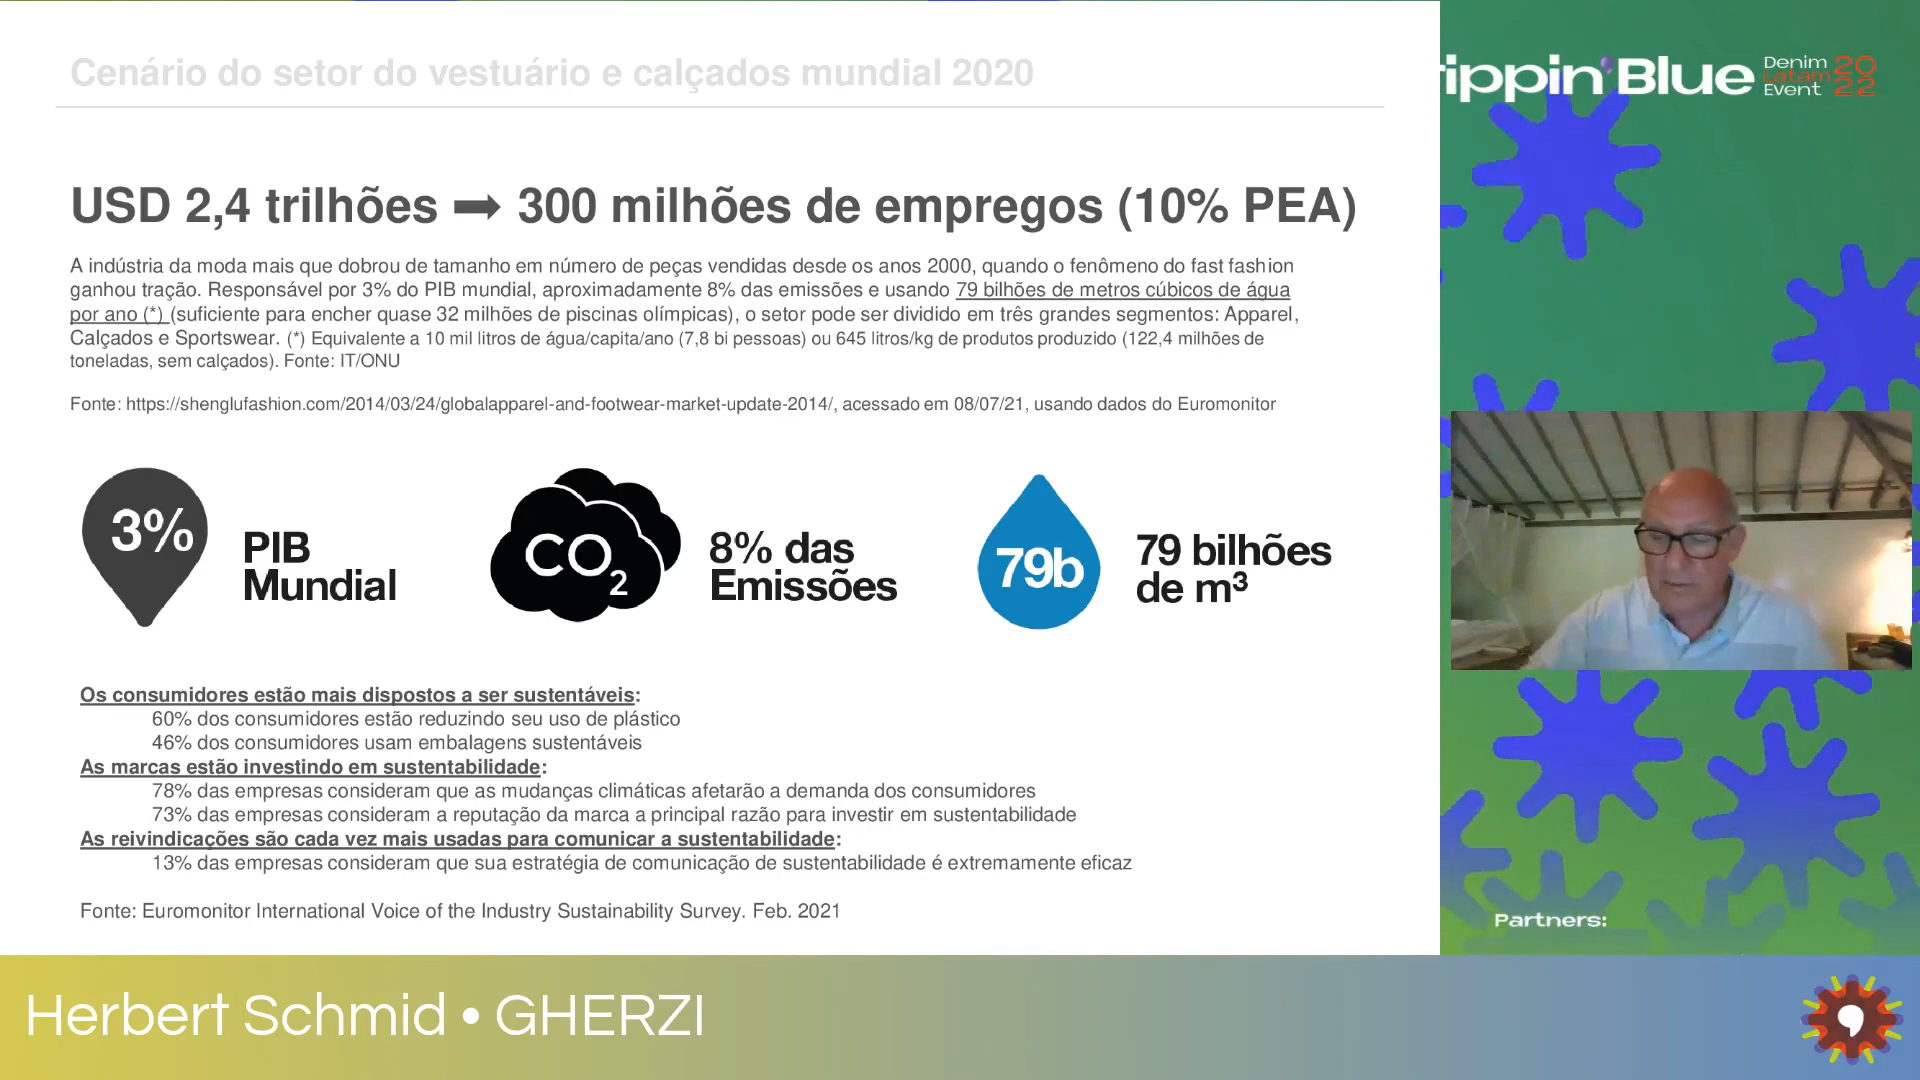 Cenário do setor do vestuário e calçados mundial 2020
USD 2,4 trilhões ➡ 300 milhões de empregos (10% PEA)
A indústria da moda mais que dobrou de tamanho em número de peças vendidas desde os anos 2000, quando o fenômeno do fast fashion
ganhou tração. Responsável por 3% do PIB mundial, aproximadamente 8% das emissões e usando 79 bilhões de metros cúbicos de água
por ano (*) (suficiente para encher quase 32 milhões de piscinas olímpicas), o setor pode ser dividido em três grandes segmentos: Apparel,
Calçados e Sportswear. (*) Equivalente a 10 mil litros de água/capita/ano (7,8 bi pessoas) ou 645 litros/kg de produtos produzido (122,4 milhões de
toneladas, sem calçados). Fonte: IT/ONU
Fonte: https://shenglufashion.com/2014/03/24/globalapparel-and-footwear-market-update-2014/, acessado em 08/07/21, usando dados do Euromonitor
3%
PIB
Mundial
CO2
8% das
Emissões
79b
79 bilhões
de m³
Os consumidores estão mais dispostos a ser sustentáveis:
60% dos consumidores estão reduzindo seu uso de plástico
46% dos consumidores usam embalagens sustentáveis
As marcas estão investindo em sustentabilidade:
78% das empresas consideram que as mudanças climáticas afetarão a demanda dos consumidores
73% das empresas consideram a reputação da marca a principal razão para investir em sustentabilidade
As reivindicações são cada vez mais usadas para comunicar a sustentabilidade:
13% das empresas consideram que sua estratégia de comunicação de sustentabilidade é extremamente eficaz
Fonte: Euromonitor International Voice of the Industry Sustainability Survey. Feb. 2021
rippin' Blue
Denim
Latam
Event
20
22
Partners:
Herbert Schmid • GHERZI